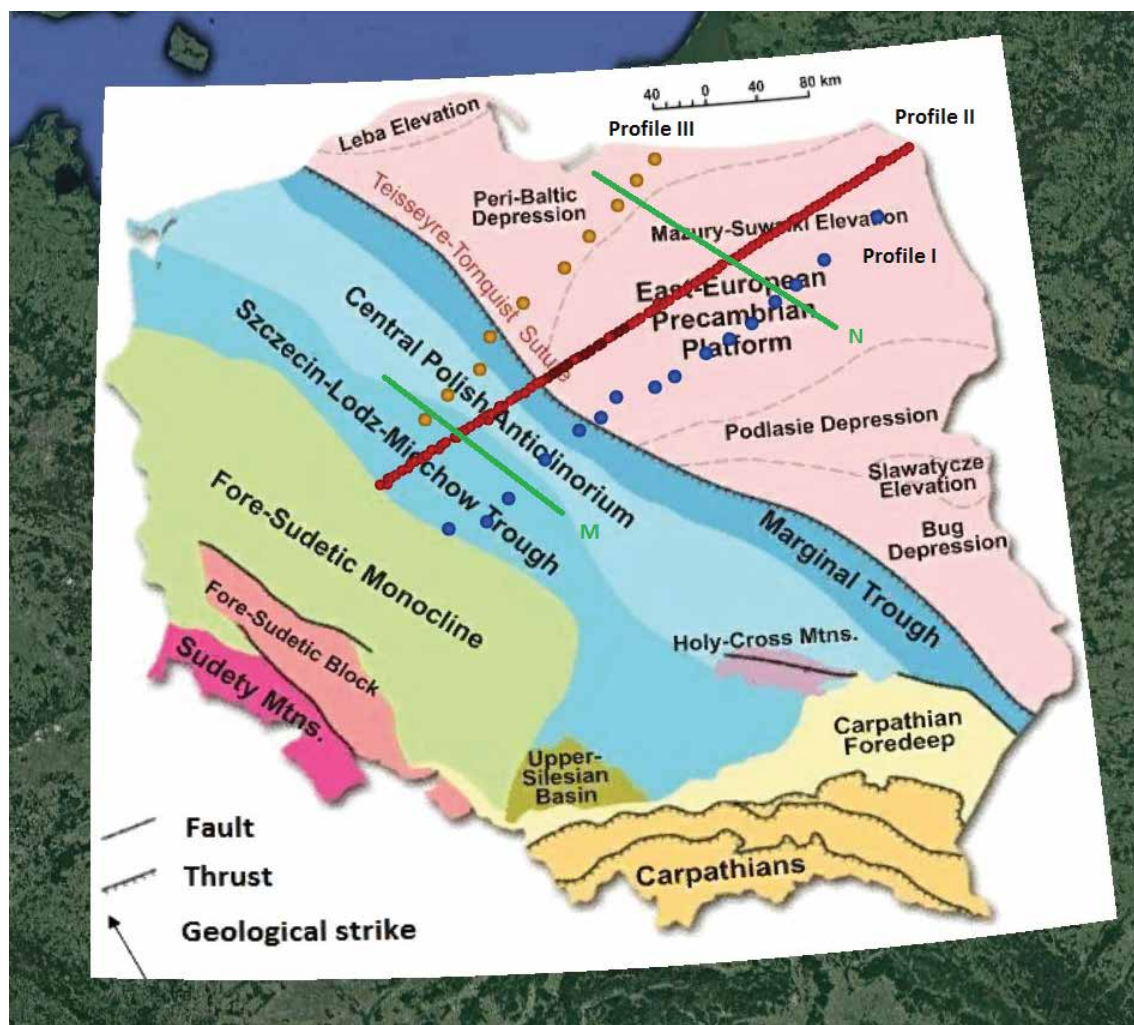 40 0 40 80 km
Profile III
Profile II
Leba Elevation
Peri-Baltic
Depression
Teisseyre-Tornquist Suture
Mazury-Suwalki Elevation
Profile I
East-European
Precambrian
Platform
N
Central Polish Anticlinorium
Szczecin-Lodz-Miechow Trough
M
Podlasie Depression
Slawatycze
Elevation
Bug
Depression
Marginal Trough
Fore-Sudetic Monocline
Fore-Sudetic Block
Sudety Mtns.
Holy-Cross Mtns.
Carpathian
Foredeep
Upper-
Silesian
Basin
Carpathians
Fault
Thrust
Geological strike